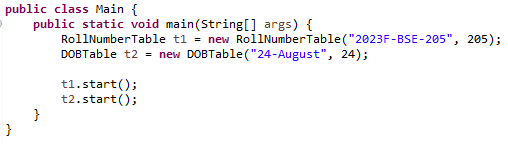 public class Main {
public static void main(String[] args) {
RollNumberTable t1 = new RollNumberTable("2023F-BSE-205", 205);
DOBTable t2 = new DOBTable("24-August", 24);
t1.start();
t2.start();
}
}